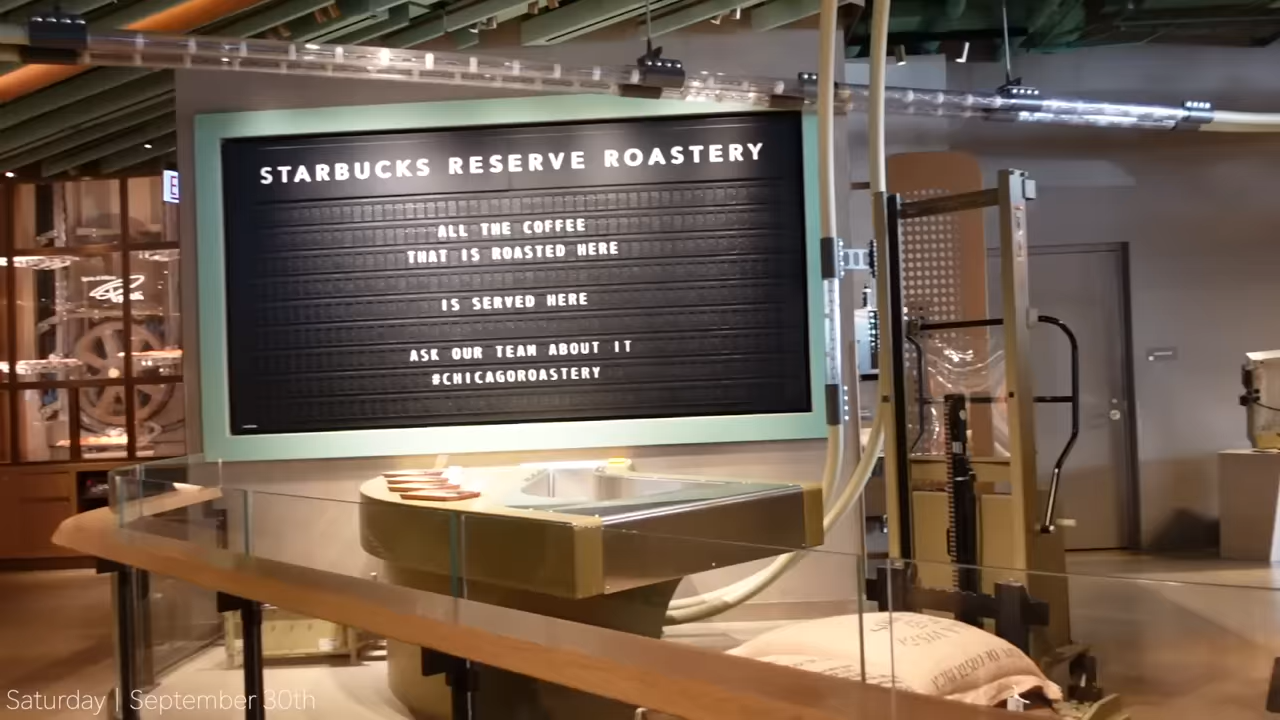 STARBUCKS RESERVE ROASTERY
ALL THE COFFEE
THAT IS ROASTED HERE
IS SERVED HERE
ASK OUR TEAM ABOUT IT
#CHICAGOROASTERY
Saturday | September 30th